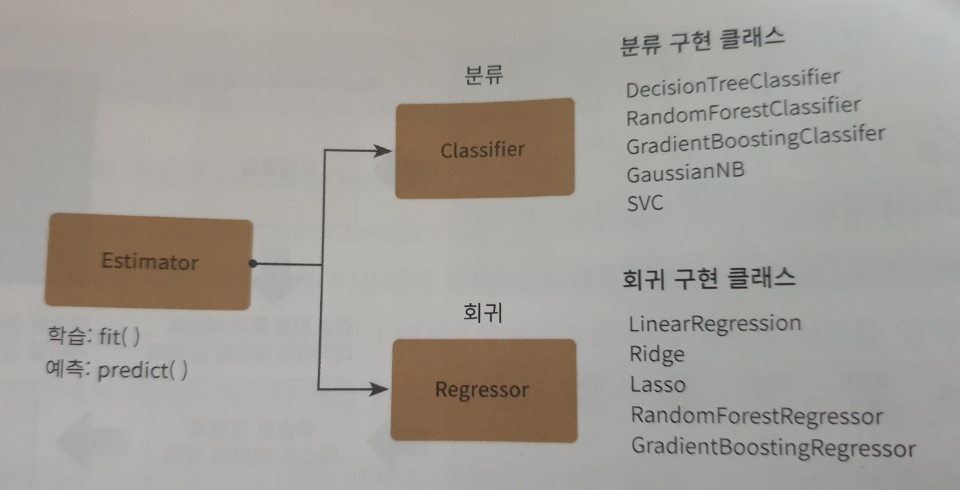 분류 구현 클래스
분류
DecisionTreeClassifier
RandomForestClassifier
Classifier
GradientBoostingClassifer
GaussianNB
SVC
Estimator
회귀 구현 클래스
회귀
LinearRegression
학습: fit( )
Ridge
예측: predict( )
Lasso
Regressor
RandomForestRegressor
GradientBoostingRegressor